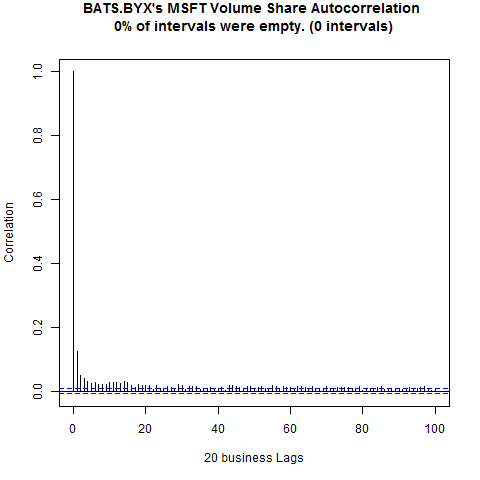 BATS.BYX's MSFT Volume Share Autocorrelation
0% of intervals were empty. (0 intervals)
Correlation
1.0
0.8
0.6
0.4
0.2
0.0
0 20 40 60 80 100
20 business Lags